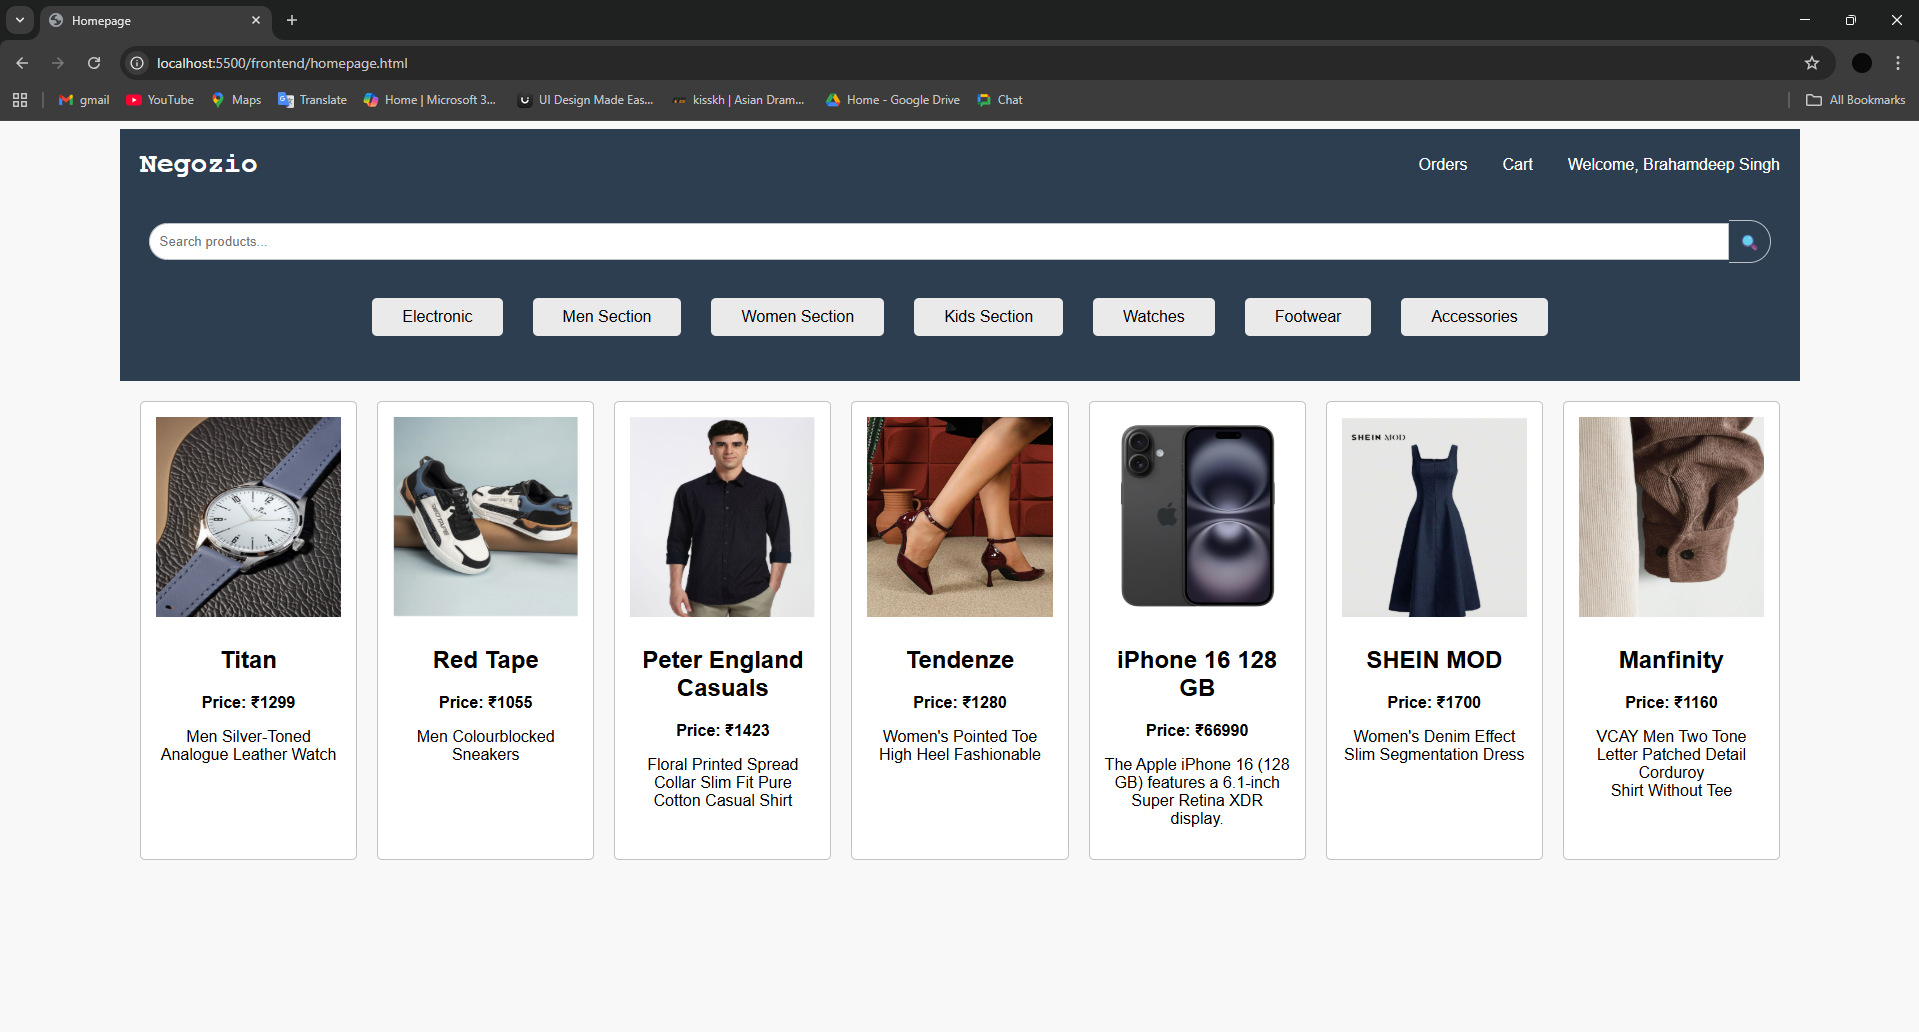 Homepage
localhost:5500/frontend/homepage.html
gmail YouTube Maps Translate Home | Microsoft 3... UI Design Made Eas... kisskh | Asian Dram... Home - Google Drive Chat All Bookmarks
Negozio Orders Cart Welcome, Brahamdeep Singh
Search products...
Electronic Men Section Women Section Kids Section Watches Footwear Accessories
TITAN
Titan
Price: ₹1299
Men Silver-Toned
Analogue Leather Watch
Red Tape
Price: ₹1055
Men Colourblocked
Sneakers
Peter England
Casuals
Price: ₹1423
Floral Printed Spread
Collar Slim Fit Pure
Cotton Casual Shirt
Tendenze
Price: ₹1280
Women's Pointed Toe
High Heel Fashionable
iPhone 16 128
GB
Price: ₹66990
The Apple iPhone 16 (128
GB) features a 6.1-inch
Super Retina XDR
display.
SHEIN MOD
SHEIN MOD
Price: ₹1700
Women's Denim Effect
Slim Segmentation Dress
Manfinity
Price: ₹1160
VCAY Men Two Tone
Letter Patched Detail
Corduroy
Shirt Without Tee